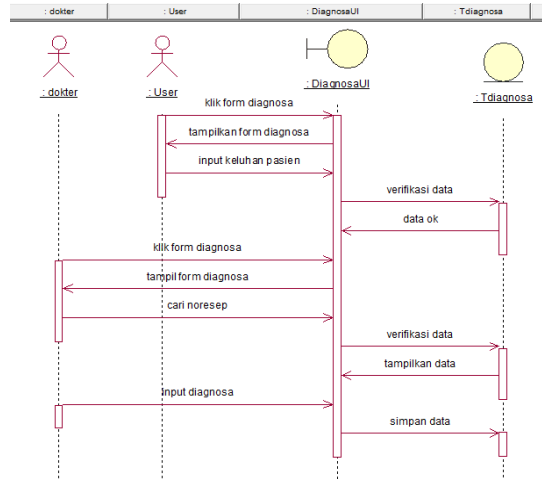 : dokter
: User
: DiagnosaUI
: Tdiagnosa
: dokter
: User
: DiagnosaUI
: Tdiagnosa
klik form diagnosa
tampilkan form diagnosa
input keluhan pasien
verifikasi data
data ok
klik form diagnosa
tampil form diagnosa
cari noresep
verifikasi data
tampilkan data
input diagnosa
simpan data